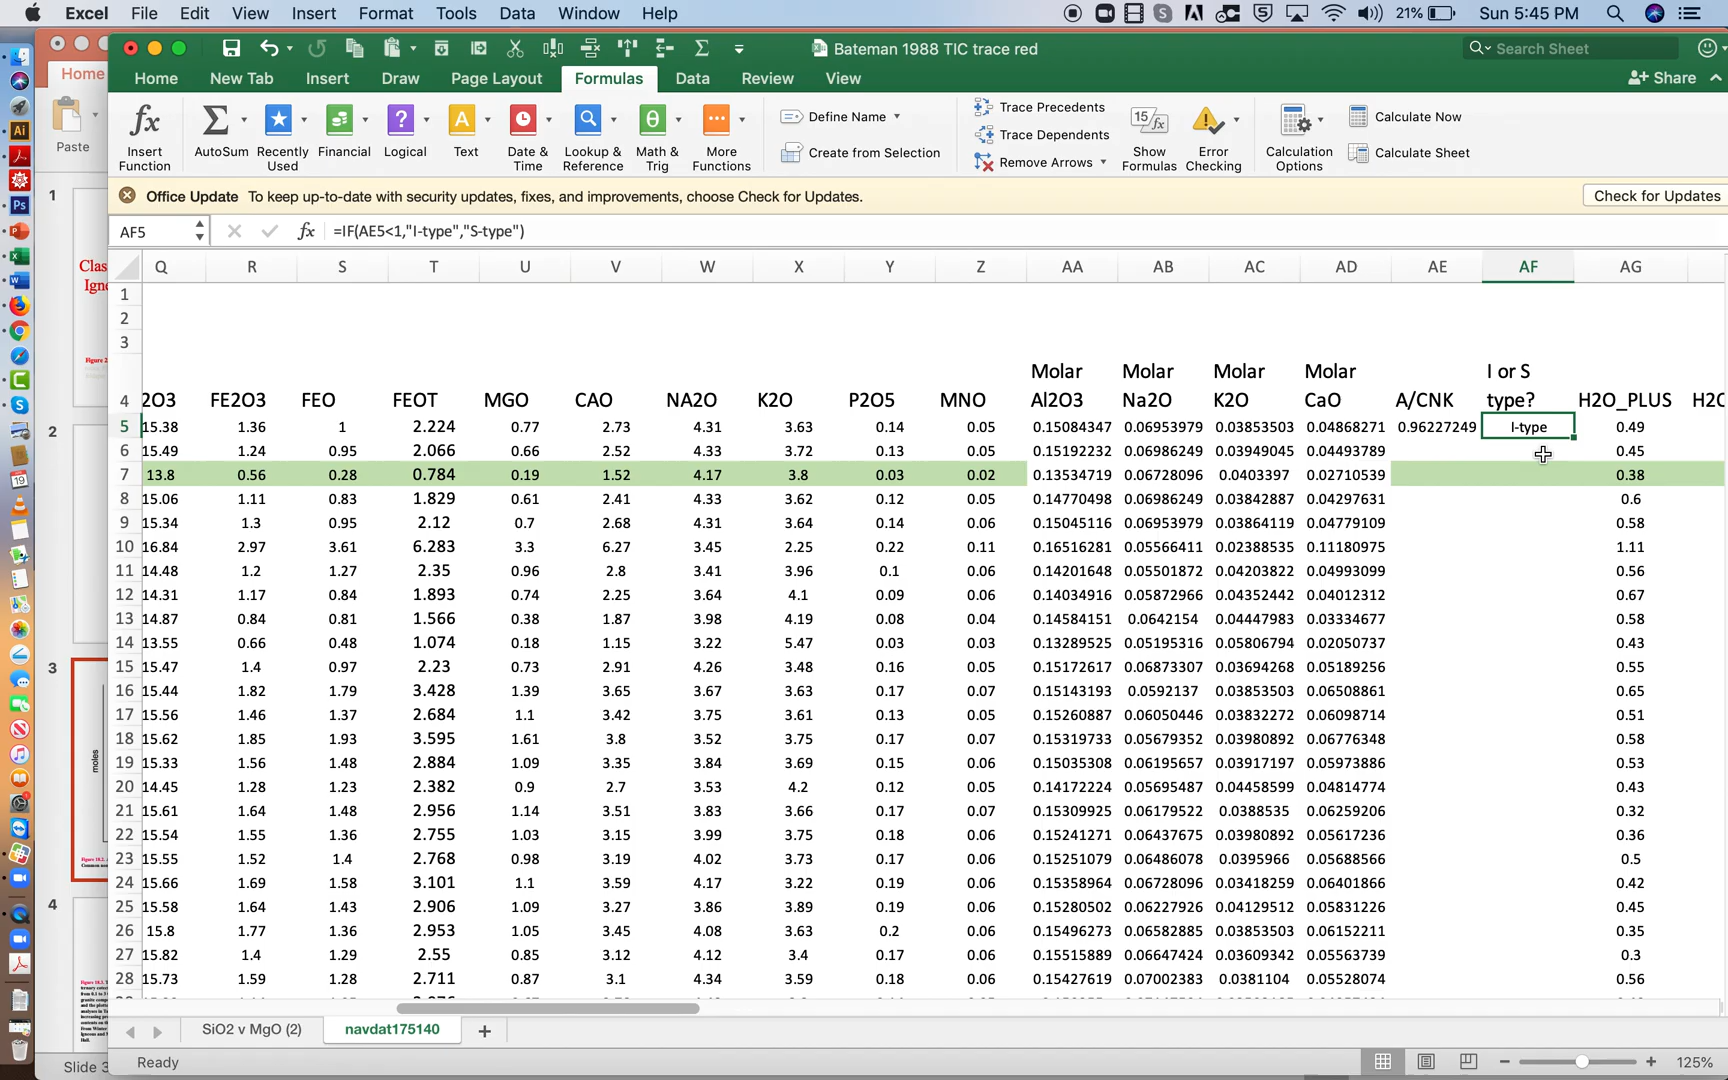 Excel File Edit View Insert Format Tools Data Window Help 21% Sun 5:45 PM
Bateman 1988 TIC trace red
Search Sheet
Home
Home New Tab Insert Draw Page Layout Formulas Data Review View Share
Paste
Insert Function
AutoSum
Recently Used
Financial
Logical
Text
Date & Time
Lookup & Reference
Math & Trig
More Functions
Define Name
Create from Selection
Trace Precedents
Trace Dependents
Remove Arrows
Show Formulas
Error Checking
Calculation Options
Calculate Now
Calculate Sheet
Office Update To keep up-to-date with security updates, fixes, and improvements, choose Check for Updates.
Check for Updates
AF5 fx =IF(AE5<1,"I-type","S-type")
Q R S T U V W X Y Z AA AB AC AD AE AF AG
1
2
3
4 2O3 FE2O3 FEO FEOT MGO CAO NA2O K2O P2O5 MNO Molar Al2O3 Molar Na2O Molar K2O Molar CaO A/CNK I or S type? H2O_PLUS H2O
5 15.38 1.36 1 2.224 0.77 2.73 4.31 3.63 0.14 0.05 0.15084347 0.06953979 0.03853503 0.04868271 0.96227249 I-type 0.49
6 15.49 1.24 0.95 2.066 0.66 2.52 4.33 3.72 0.13 0.05 0.15192232 0.06986249 0.03949045 0.04493789 0.45
7 13.8 0.56 0.28 0.784 0.19 1.52 4.17 3.8 0.03 0.02 0.13534719 0.06728096 0.0403397 0.02710539 0.38
8 15.06 1.11 0.83 1.829 0.61 2.41 4.33 3.62 0.12 0.05 0.14770498 0.06986249 0.03842887 0.04297631 0.6
9 15.34 1.3 0.95 2.12 0.7 2.68 4.31 3.64 0.14 0.06 0.15045116 0.06953979 0.03864119 0.04779109 0.58
10 16.84 2.97 3.61 6.283 3.3 6.27 3.45 2.25 0.22 0.11 0.16516281 0.05566411 0.02388535 0.11180975 1.11
11 14.48 1.2 1.27 2.35 0.96 2.8 3.41 3.96 0.1 0.06 0.14201648 0.05501872 0.04203822 0.04993099 0.56
12 14.31 1.17 0.84 1.893 0.74 2.25 3.64 4.1 0.09 0.06 0.14034916 0.05872966 0.04352442 0.04012312 0.67
13 14.87 0.84 0.81 1.566 0.38 1.87 3.98 4.19 0.08 0.04 0.14584151 0.0642154 0.04447983 0.03334677 0.58
14 13.55 0.66 0.48 1.074 0.18 1.15 3.22 5.47 0.03 0.03 0.13289525 0.05195316 0.05806794 0.02050737 0.43
15 15.47 1.4 0.97 2.23 0.73 2.91 4.26 3.48 0.16 0.05 0.15172617 0.06873307 0.03694268 0.05189256 0.55
16 15.44 1.82 1.79 3.428 1.39 3.65 3.67 3.63 0.17 0.07 0.15143193 0.0592137 0.03853503 0.06508861 0.65
17 15.56 1.46 1.37 2.684 1.1 3.42 3.75 3.61 0.13 0.05 0.15260887 0.06050446 0.03832272 0.06098714 0.51
18 15.62 1.85 1.93 3.595 1.61 3.8 3.52 3.75 0.17 0.07 0.15319733 0.05679352 0.03980892 0.06776348 0.58
19 15.33 1.56 1.48 2.884 1.09 3.35 3.84 3.69 0.15 0.06 0.15035308 0.06195657 0.03917197 0.05973886 0.53
20 14.45 1.28 1.23 2.382 0.9 2.7 3.53 4.2 0.12 0.05 0.14172224 0.05695487 0.04458599 0.04814774 0.43
21 15.61 1.64 1.48 2.956 1.14 3.51 3.83 3.66 0.17 0.07 0.15309925 0.06179522 0.0388535 0.06259206 0.32
22 15.54 1.55 1.36 2.755 1.03 3.15 3.99 3.75 0.18 0.06 0.15241271 0.06437675 0.03980892 0.05617236 0.36
23 15.55 1.52 1.4 2.768 0.98 3.19 4.02 3.73 0.17 0.06 0.15251079 0.06486078 0.0395966 0.05688566 0.5
24 15.66 1.69 1.58 3.101 1.1 3.59 4.17 3.22 0.19 0.06 0.15358964 0.06728096 0.03418259 0.06401866 0.42
25 15.58 1.64 1.43 2.906 1.09 3.27 3.86 3.89 0.19 0.06 0.15280502 0.06227926 0.04129512 0.05831226 0.45
26 15.8 1.77 1.36 2.953 1.05 3.45 4.08 3.63 0.2 0.06 0.15496273 0.06582885 0.03853503 0.06152211 0.35
27 15.82 1.4 1.29 2.55 0.85 3.12 4.12 3.4 0.17 0.06 0.15515889 0.06647424 0.03609342 0.05563739 0.3
28 15.73 1.59 1.28 2.711 0.87 3.1 4.34 3.59 0.18 0.06 0.15427619 0.07002383 0.0381104 0.05528074 0.56
1
2
3
4
moles
SiO2 v MgO (2) navdat175140
Slide 3
Ready
125%